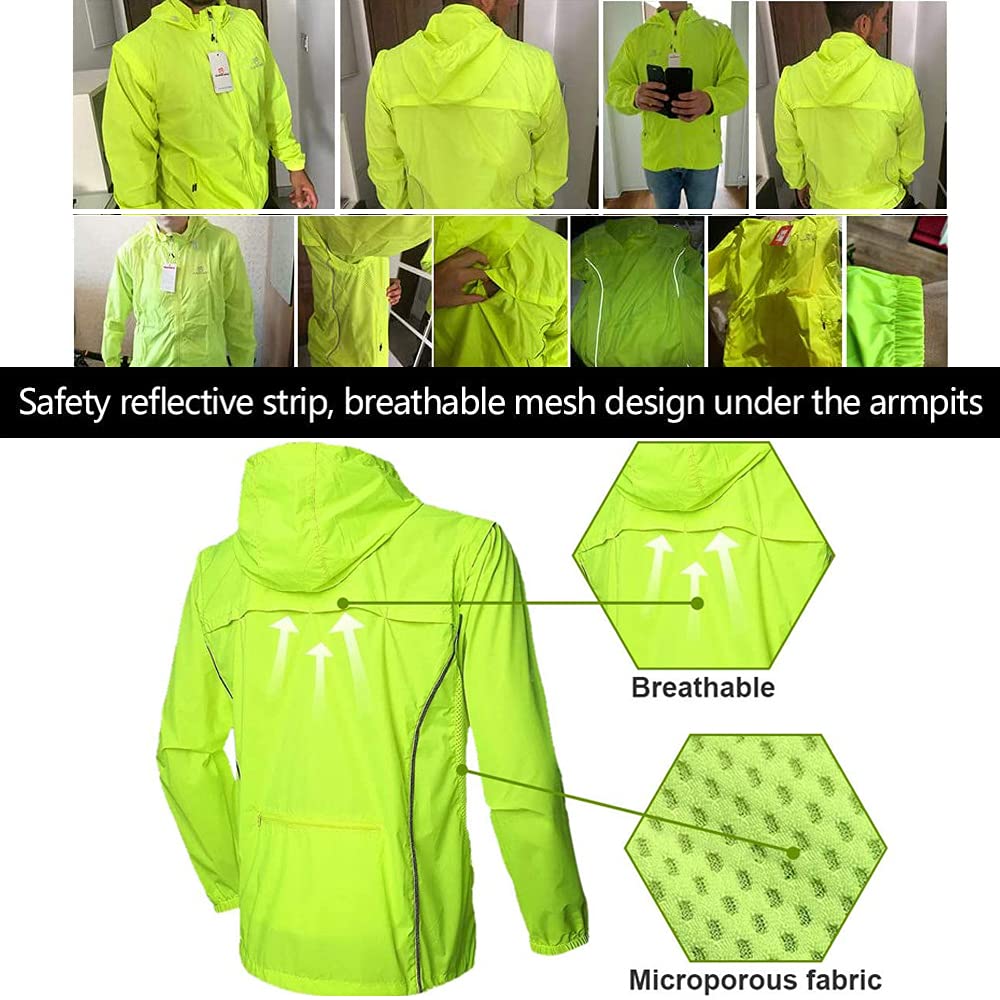 Safety reflective strip, breathable mesh design under the armpits
Breathable
Microporous fabric